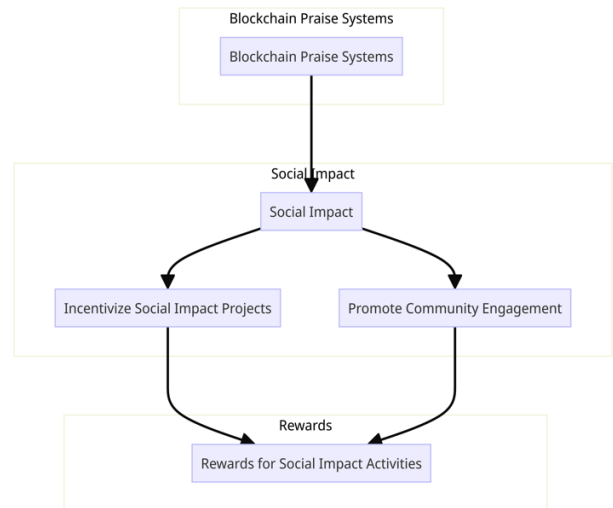 Blockchain Praise Systems
Blockchain Praise Systems
Social Impact
Social Impact
Incentivize Social Impact Projects
Promote Community Engagement
Rewards
Rewards for Social Impact Activities